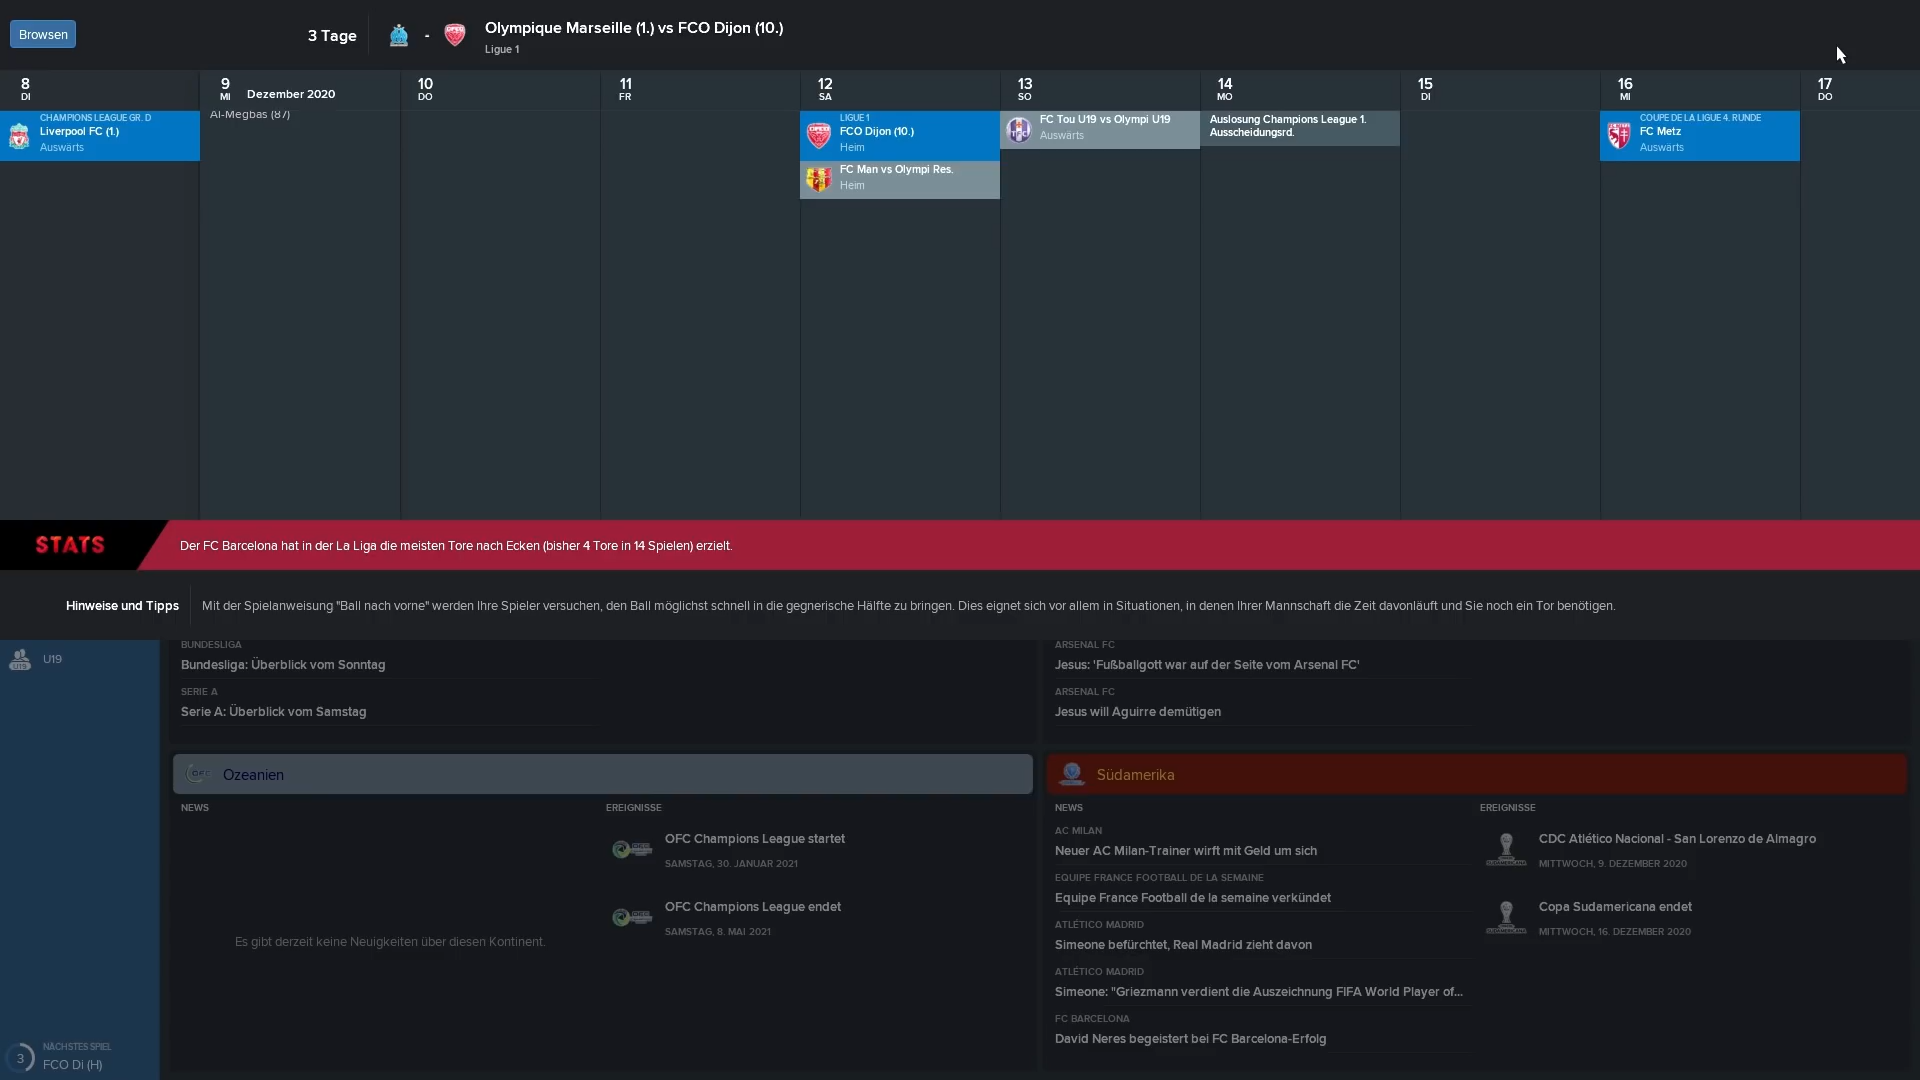 Browsen
3 Tage
-
Olympique Marseille (1.) vs FCO Dijon (10.)
Ligue 1
8
DI
9
MI
Dezember 2020
10
DO
11
FR
12
SA
13
SO
14
MO
15
DI
16
MI
17
DO
CHAMPIONS LEAGUE GR. D
Liverpool FC (1.)
Auswärts
Al-Megbas (87)
LIGUE 1
FCO Dijon (10.)
Heim
FC Man vs Olympi Res.
Heim
FC Tou U19 vs Olympi U19
Auswärts
Auslosung Champions League 1.
Ausscheidungsrd.
COUPE DE LA LIGUE 4. RUNDE
FC Metz
Auswärts
STATS
Der FC Barcelona hat in der La Liga die meisten Tore nach Ecken (bisher 4 Tore in 14 Spielen) erzielt.
Hinweise und Tipps
Mit der Spielanweisung "Ball nach vorne" werden Ihre Spieler versuchen, den Ball möglichst schnell in die gegnerische Hälfte zu bringen. Dies eignet sich vor allem in Situationen, in denen Ihrer Mannschaft die Zeit davonläuft und Sie noch ein Tor benötigen.
U19
BUNDESLIGA
Bundesliga: Überblick vom Sonntag
SERIE A
Serie A: Überblick vom Samstag
ARSENAL FC
Jesus: 'Fußballgott war auf der Seite vom Arsenal FC'
ARSENAL FC
Jesus will Aguirre demütigen
Ozeanien
NEWS
Es gibt derzeit keine Neuigkeiten über diesen Kontinent.
EREIGNISSE
OFC Champions League startet
SAMSTAG, 30. JANUAR 2021
OFC Champions League endet
SAMSTAG, 8. MAI 2021
Südamerika
NEWS
AC MILAN
Neuer AC Milan-Trainer wirft mit Geld um sich
EQUIPE FRANCE FOOTBALL DE LA SEMAINE
Equipe France Football de la semaine verkündet
ATLÉTICO MADRID
Simeone befürchtet, Real Madrid zieht davon
ATLÉTICO MADRID
Simeone: "Griezmann verdient die Auszeichnung FIFA World Player of...
FC BARCELONA
David Neres begeistert bei FC Barcelona-Erfolg
EREIGNISSE
CDC Atlético Nacional - San Lorenzo de Almagro
MITTWOCH, 9. DEZEMBER 2020
Copa Sudamericana endet
MITTWOCH, 16. DEZEMBER 2020
3
NÄCHSTES SPIEL
FCO Di (H)